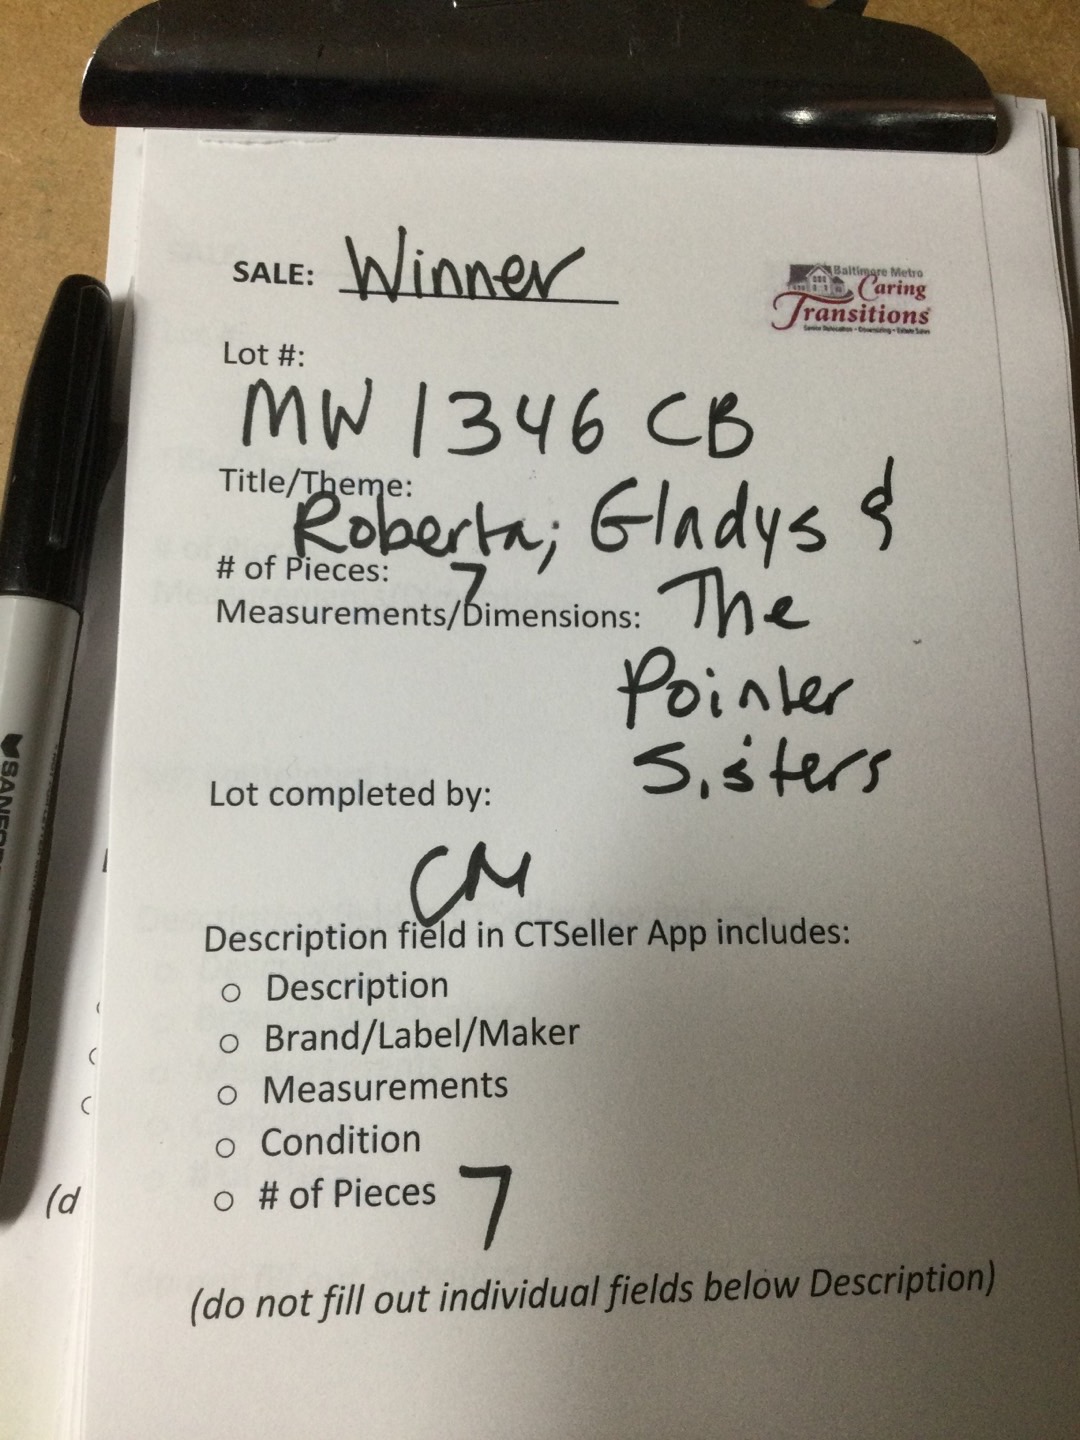 SALE: Winner
Baltimore Metro
Caring
Transitions
Lot #:
MW 1346 CB
Title/Theme:
Roberta; Gladys &
# of Pieces: 7
The
Measurements/Dimensions:
Pointer
Sisters
Lot completed by:
CM
Description field in CTSeller App includes:
○ Description
○ Brand/Label/Maker
○ Measurements
○ Condition
○ # of Pieces 7
(d
(do not fill out individual fields below Description)